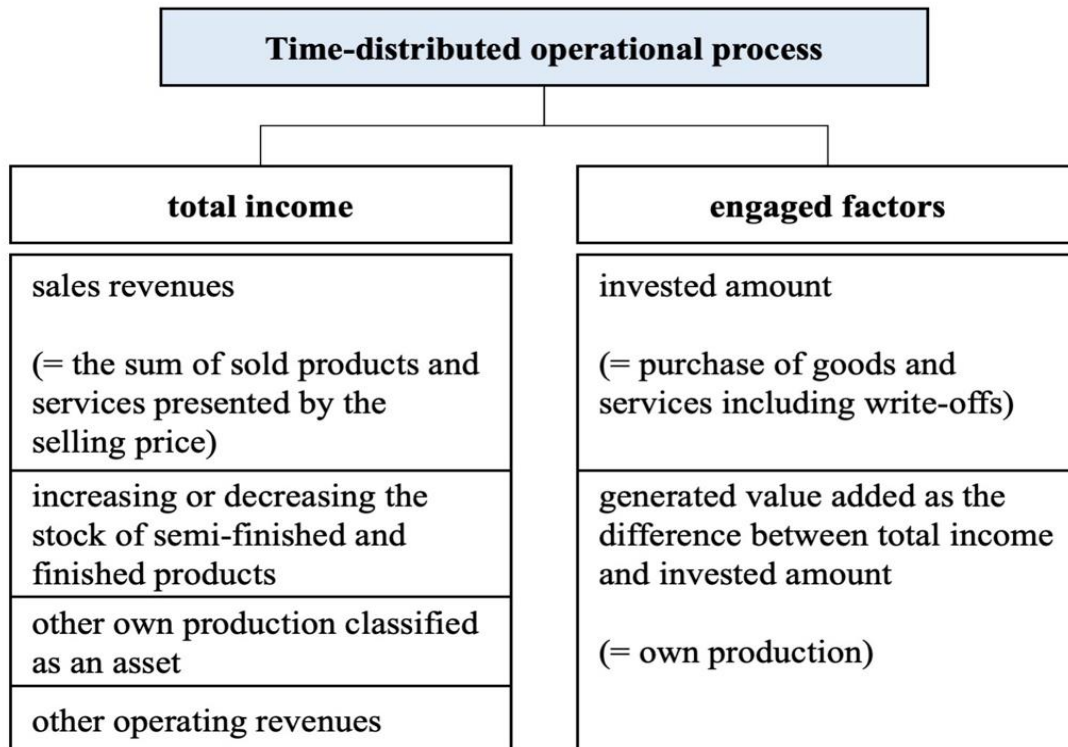 Time-distributed operational process
total income
sales revenues
(= the sum of sold products and
services presented by the
selling price)
increasing or decreasing the
stock of semi-finished and
finished products
other own production classified
as an asset
other operating revenues
engaged factors
invested amount
(= purchase of goods and
services including write-offs)
generated value added as the
difference between total income
and invested amount
(= own production)